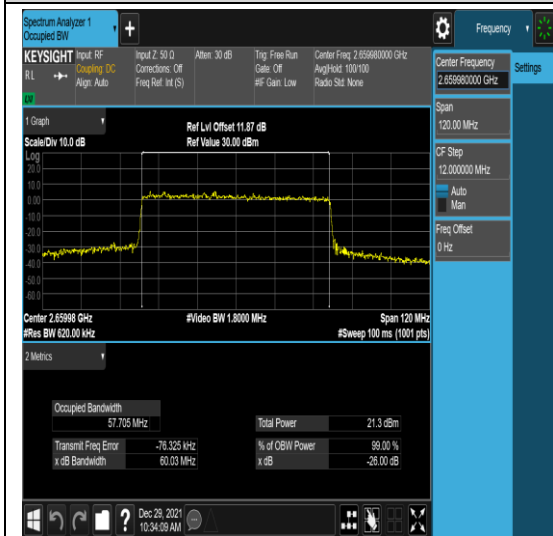 Spectrum Analyzer 1
Occupied BW
Frequency
KEYSIGHT
RL
Input: RF
Coupling: DC
Align: Auto
Input Z: 50 Ω
Corrections: Off
Freq Ref: Int (S)
Atten: 30 dB
Trig: Free Run
Gate: Off
#IF Gain: Low
Center Freq: 2.659980000 GHz
Avg|Hold: 100/100
Radio Std: None
Center Frequency
2.659980000 GHz
Settings
Span
120.00 MHz
CF Step
12.000000 MHz
Auto
Man
Freq Offset
0 Hz
1 Graph
Scale/Div 10.0 dB
Ref Lvl Offset 11.87 dB
Ref Value 30.00 dBm
Log
20.0
10.0
0.00
-10.0
-20.0
-30.0
-40.0
-50.0
-60.0
Center 2.65998 GHz
#Video BW 1.8000 MHz
Span 120 MHz
#Res BW 620.00 kHz
#Sweep 100 ms (1001 pts)
2 Metrics
Occupied Bandwidth
57.705 MHz
Total Power 21.3 dBm
Transmit Freq Error -76.325 kHz
% of OBW Power 99.00 %
x dB Bandwidth 60.03 MHz
x dB -26.00 dB
Dec 29, 2021
10:34:09 AM